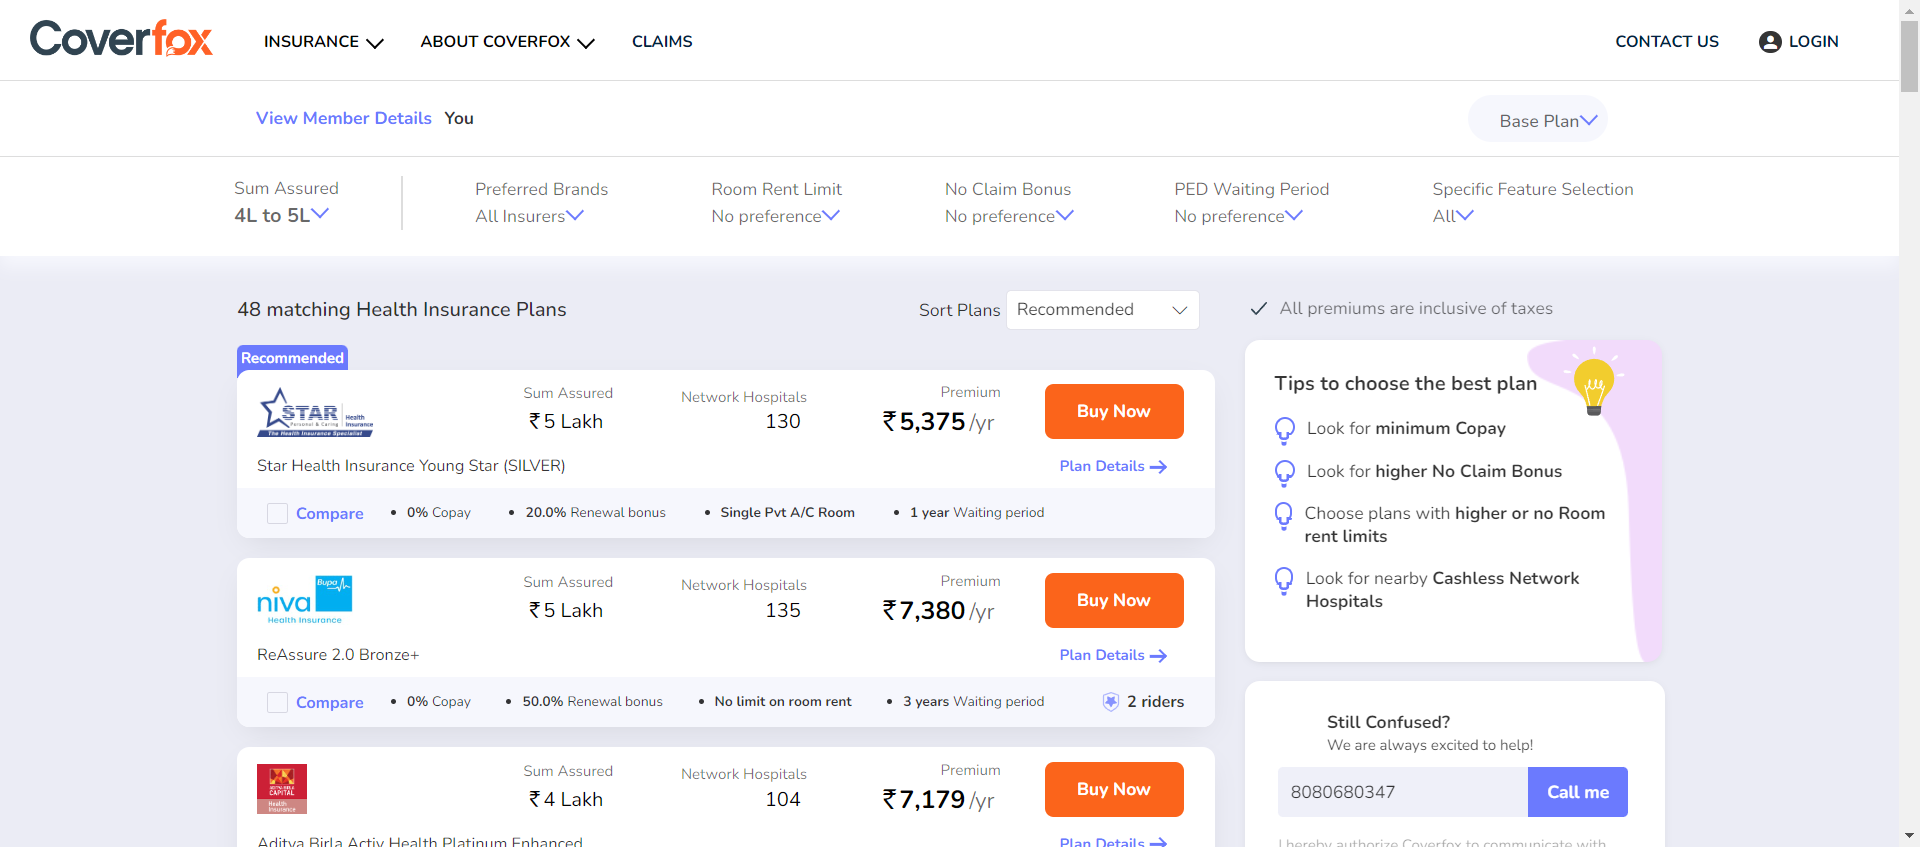 Coverfox
INSURANCE
ABOUT COVERFOX
CLAIMS
CONTACT US
LOGIN
View Member Details You
Base Plan
Sum Assured
4L to 5L
Preferred Brands
All Insurers
Room Rent Limit
No preference
No Claim Bonus
No preference
PED Waiting Period
No preference
Specific Feature Selection
All
48 matching Health Insurance Plans
Sort Plans
Recommended
All premiums are inclusive of taxes
Recommended
STAR Health Insurance
Personal & Caring
The Health Insurance Specialist
Sum Assured
₹ 5 Lakh
Network Hospitals
130
Premium
₹ 5,375 /yr
Buy Now
Star Health Insurance Young Star (SILVER)
Plan Details
Compare
• 0% Copay
• 20.0% Renewal bonus
• Single Pvt A/C Room
• 1 year Waiting period
niva Bupa
Health Insurance
Sum Assured
₹ 5 Lakh
Network Hospitals
135
Premium
₹ 7,380 /yr
Buy Now
ReAssure 2.0 Bronze+
Plan Details
Compare
• 0% Copay
• 50.0% Renewal bonus
• No limit on room rent
• 3 years Waiting period
2 riders
ADITYA BIRLA
CAPITAL
Health
Insurance
Sum Assured
₹ 4 Lakh
Network Hospitals
104
Premium
₹ 7,179 /yr
Buy Now
Aditya Birla Activ Health Platinum Enhanced
Plan Details
Tips to choose the best plan
Look for minimum Copay
Look for higher No Claim Bonus
Choose plans with higher or no Room
rent limits
Look for nearby Cashless Network
Hospitals
Still Confused?
We are always excited to help!
8080680347
Call me
I hereby authorize Coverfox to communicate with